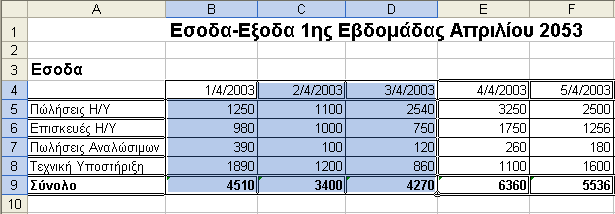 A B C D E F
1 Εσοδα-Εξοδα 1ης Εβδομάδας Απριλίου 2053
2
3 Εσοδα
4 1/4/2003 2/4/2003 3/4/2003 4/4/2003 5/4/2003
5 Πώλήσεις Η/Υ 1250 1100 2540 3250 2500
6 Επισκευές Η/Υ 980 1000 750 1750 1256
7 Πωλήσεις Αναλώσιμων 390 100 120 260 180
8 Τεχνική Υποστήριξη 1890 1200 860 1100 1600
9 Σύνολο 4510 3400 4270 6360 5536
10